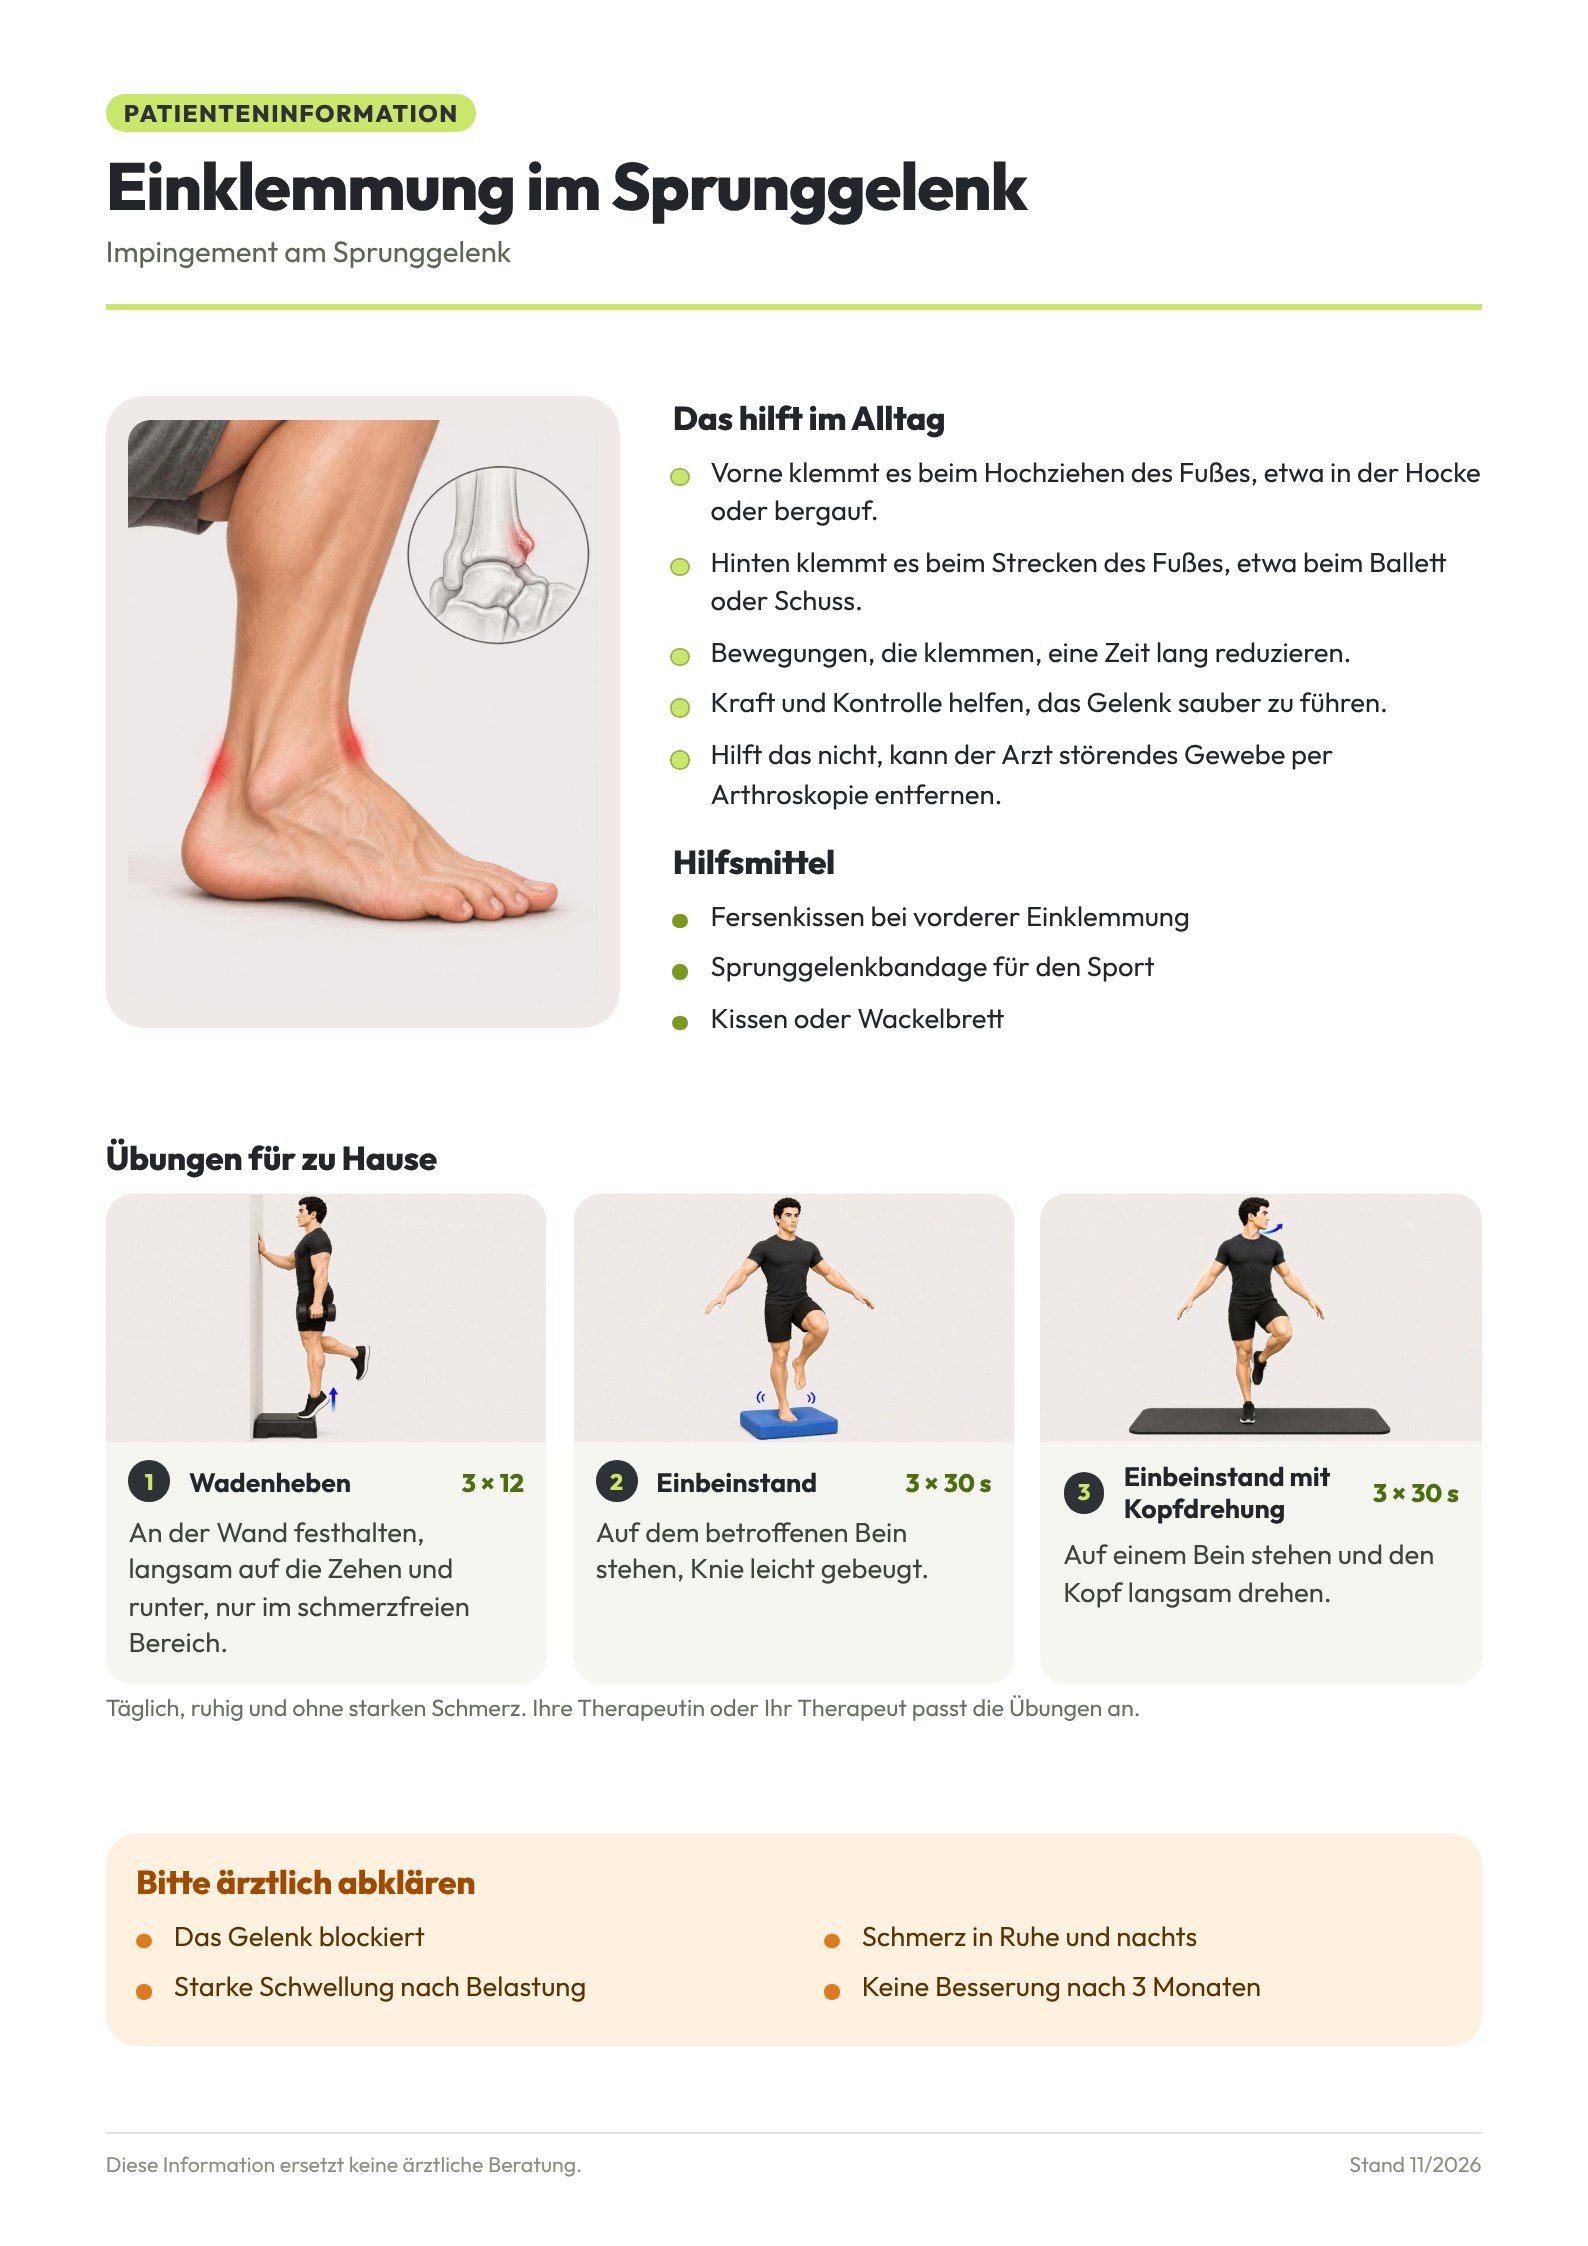 PATIENTENINFORMATION
Einklemmung im Sprunggelenk
Impingement am Sprunggelenk
Das hilft im Alltag
Vorne klemmt es beim Hochziehen des Fußes, etwa in der Hocke
oder bergauf.
Hinten klemmt es beim Strecken des Fußes, etwa beim Ballett
oder Schuss.
Bewegungen, die klemmen, eine Zeit lang reduzieren.
Kraft und Kontrolle helfen, das Gelenk sauber zu führen.
Hilft das nicht, kann der Arzt störendes Gewebe per
Arthroskopie entfernen.
Hilfsmittel
Fersenkissen bei vorderer Einklemmung
Sprunggelenkbandage für den Sport
Kissen oder Wackelbrett
Übungen für zu Hause
1 Wadenheben 3 × 12
An der Wand festhalten,
langsam auf die Zehen und
runter, nur im schmerzfreien
Bereich.
2 Einbeinstand 3 × 30 s
Auf dem betroffenen Bein
stehen, Knie leicht gebeugt.
3 Einbeinstand mit
Kopfdrehung 3 × 30 s
Auf einem Bein stehen und den
Kopf langsam drehen.
Täglich, ruhig und ohne starken Schmerz. Ihre Therapeutin oder Ihr Therapeut passt die Übungen an.
Bitte ärztlich abklären
Das Gelenk blockiert
Starke Schwellung nach Belastung
Schmerz in Ruhe und nachts
Keine Besserung nach 3 Monaten
Diese Information ersetzt keine ärztliche Beratung.
Stand 11/2026